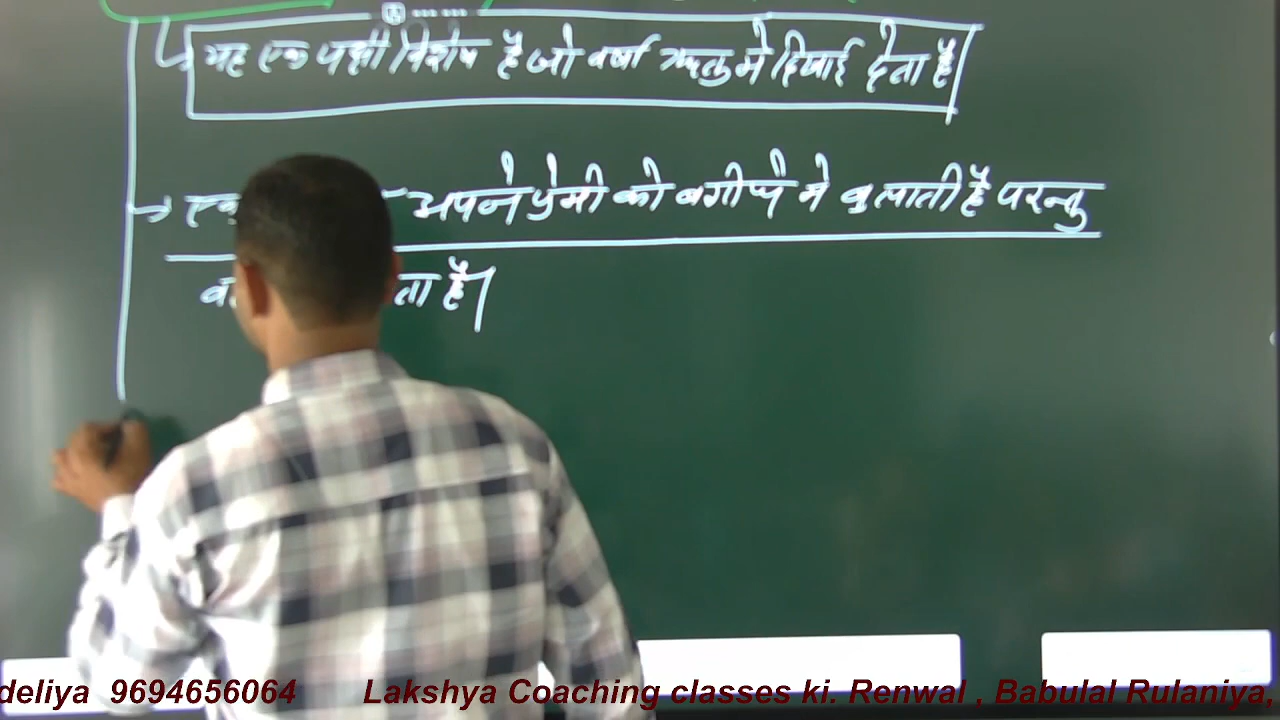 यह एक पक्षी विशेष है जो वर्षा ऋतु में दिखाई देता है।
अपने प्रेमी को बगीचे में बुलाती है परन्तु
ता है।
deliya 9694656064 Lakshya Coaching classes ki. Renwal , Babulal Rulaniya,